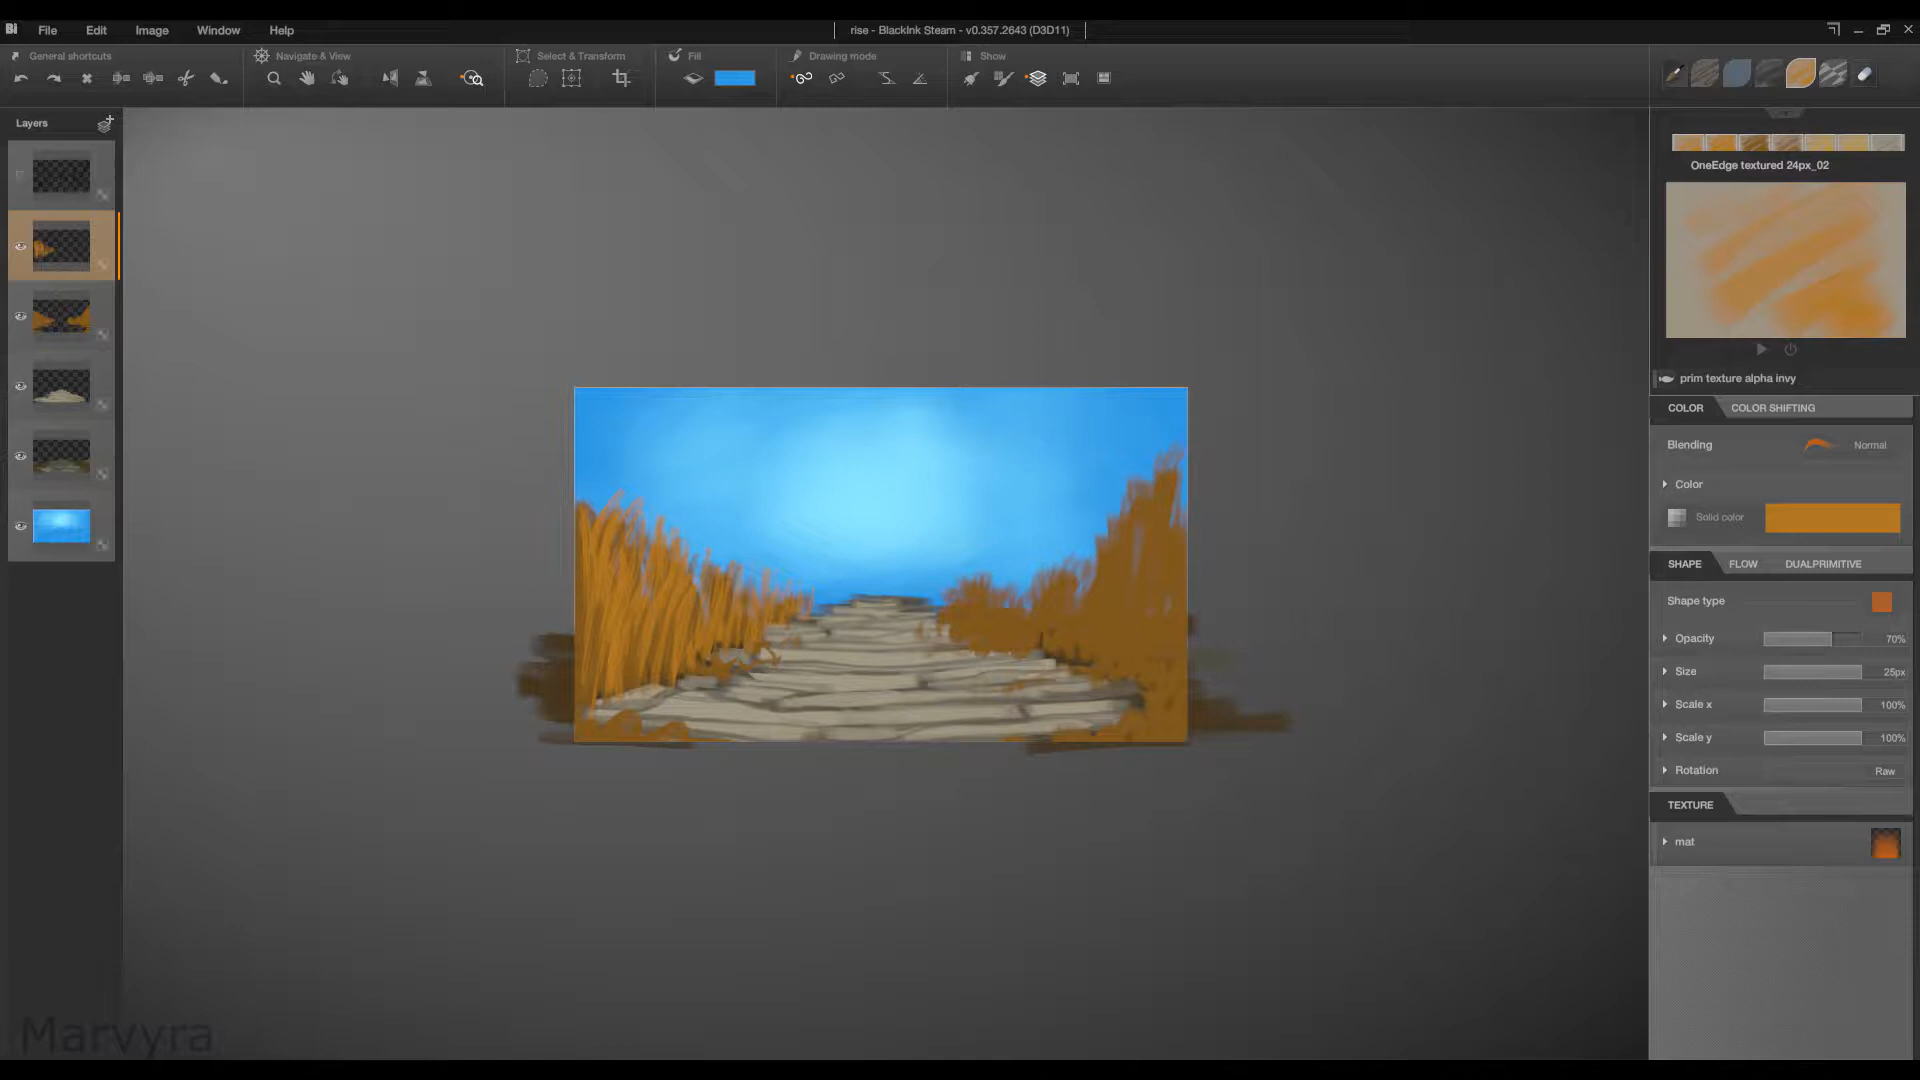 Bi File Edit Image Window Help rise - BlackInk Steam - v0.357.2643 (D3D11)
General shortcuts Navigate & View Select & Transform Fill Drawing mode Show
Layers
OneEdge textured 24px_02
prim texture alpha invy
COLOR COLOR SHIFTING
Blending Normal
Color
Solid color
SHAPE FLOW DUALPRIMITIVE
Shape type
Opacity 70%
Size 25px
Scale x 100%
Scale y 100%
Rotation Raw
TEXTURE
mat
Marvyra